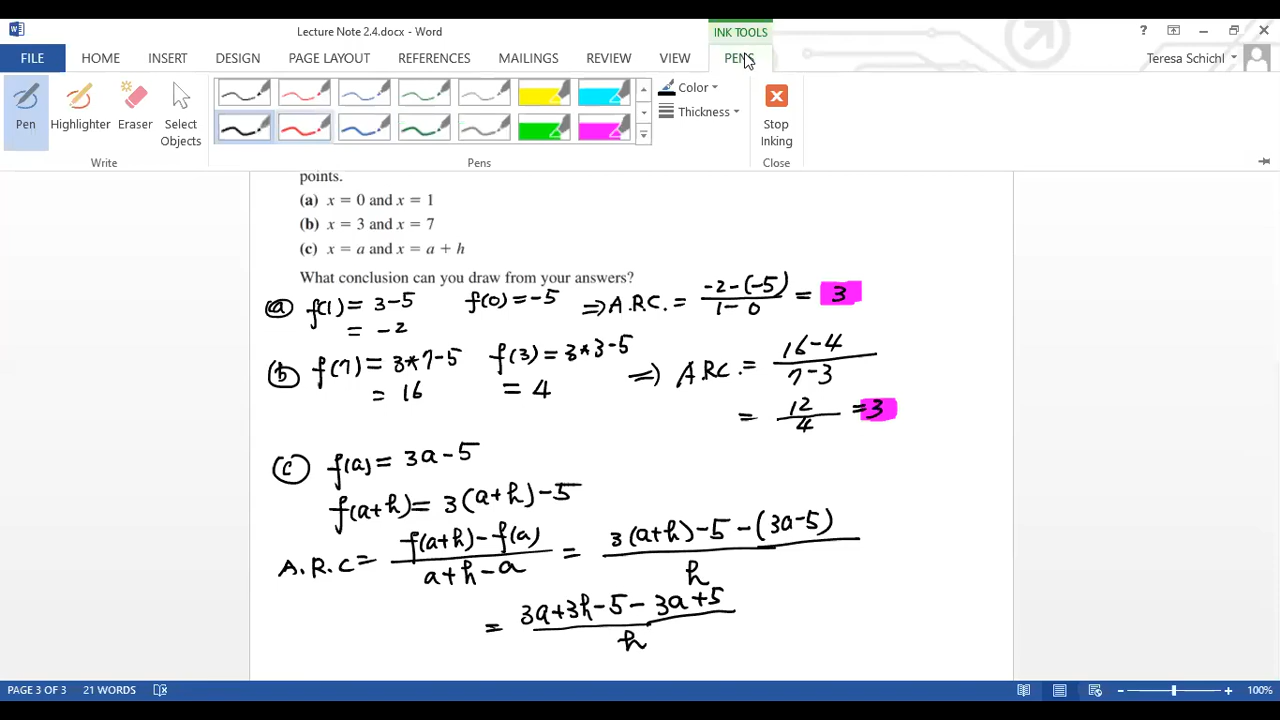 Lecture Note 2.4.docx - Word
INK TOOLS
?
FILE HOME INSERT DESIGN PAGE LAYOUT REFERENCES MAILINGS REVIEW VIEW PENS
Teresa Schichl
Pen Highlighter Eraser Select Objects
Color
Thickness
Stop Inking
Write Pens Close
points.
(a) x = 0 and x = 1
(b) x = 3 and x = 7
(c) x = a and x = a + h
What conclusion can you draw from your answers?
(a) f(1) = 3-5 f(0) = -5 ⇒ A.R.C. = -2-(-5) / 1-0 = 3
= -2
(b) f(7) = 3*7-5 f(3) = 3*3-5 ⇒ A.R.C. = 16-4 / 7-3
= 16 = 4
= 12/4 = 3
(c) f(a) = 3a-5
f(a+h) = 3(a+h)-5
A.R.C = f(a+h)-f(a) / a+h-a = 3(a+h)-5-(3a-5) / h
= 3a+3h-5-3a+5 / h
PAGE 3 OF 3 21 WORDS
100%